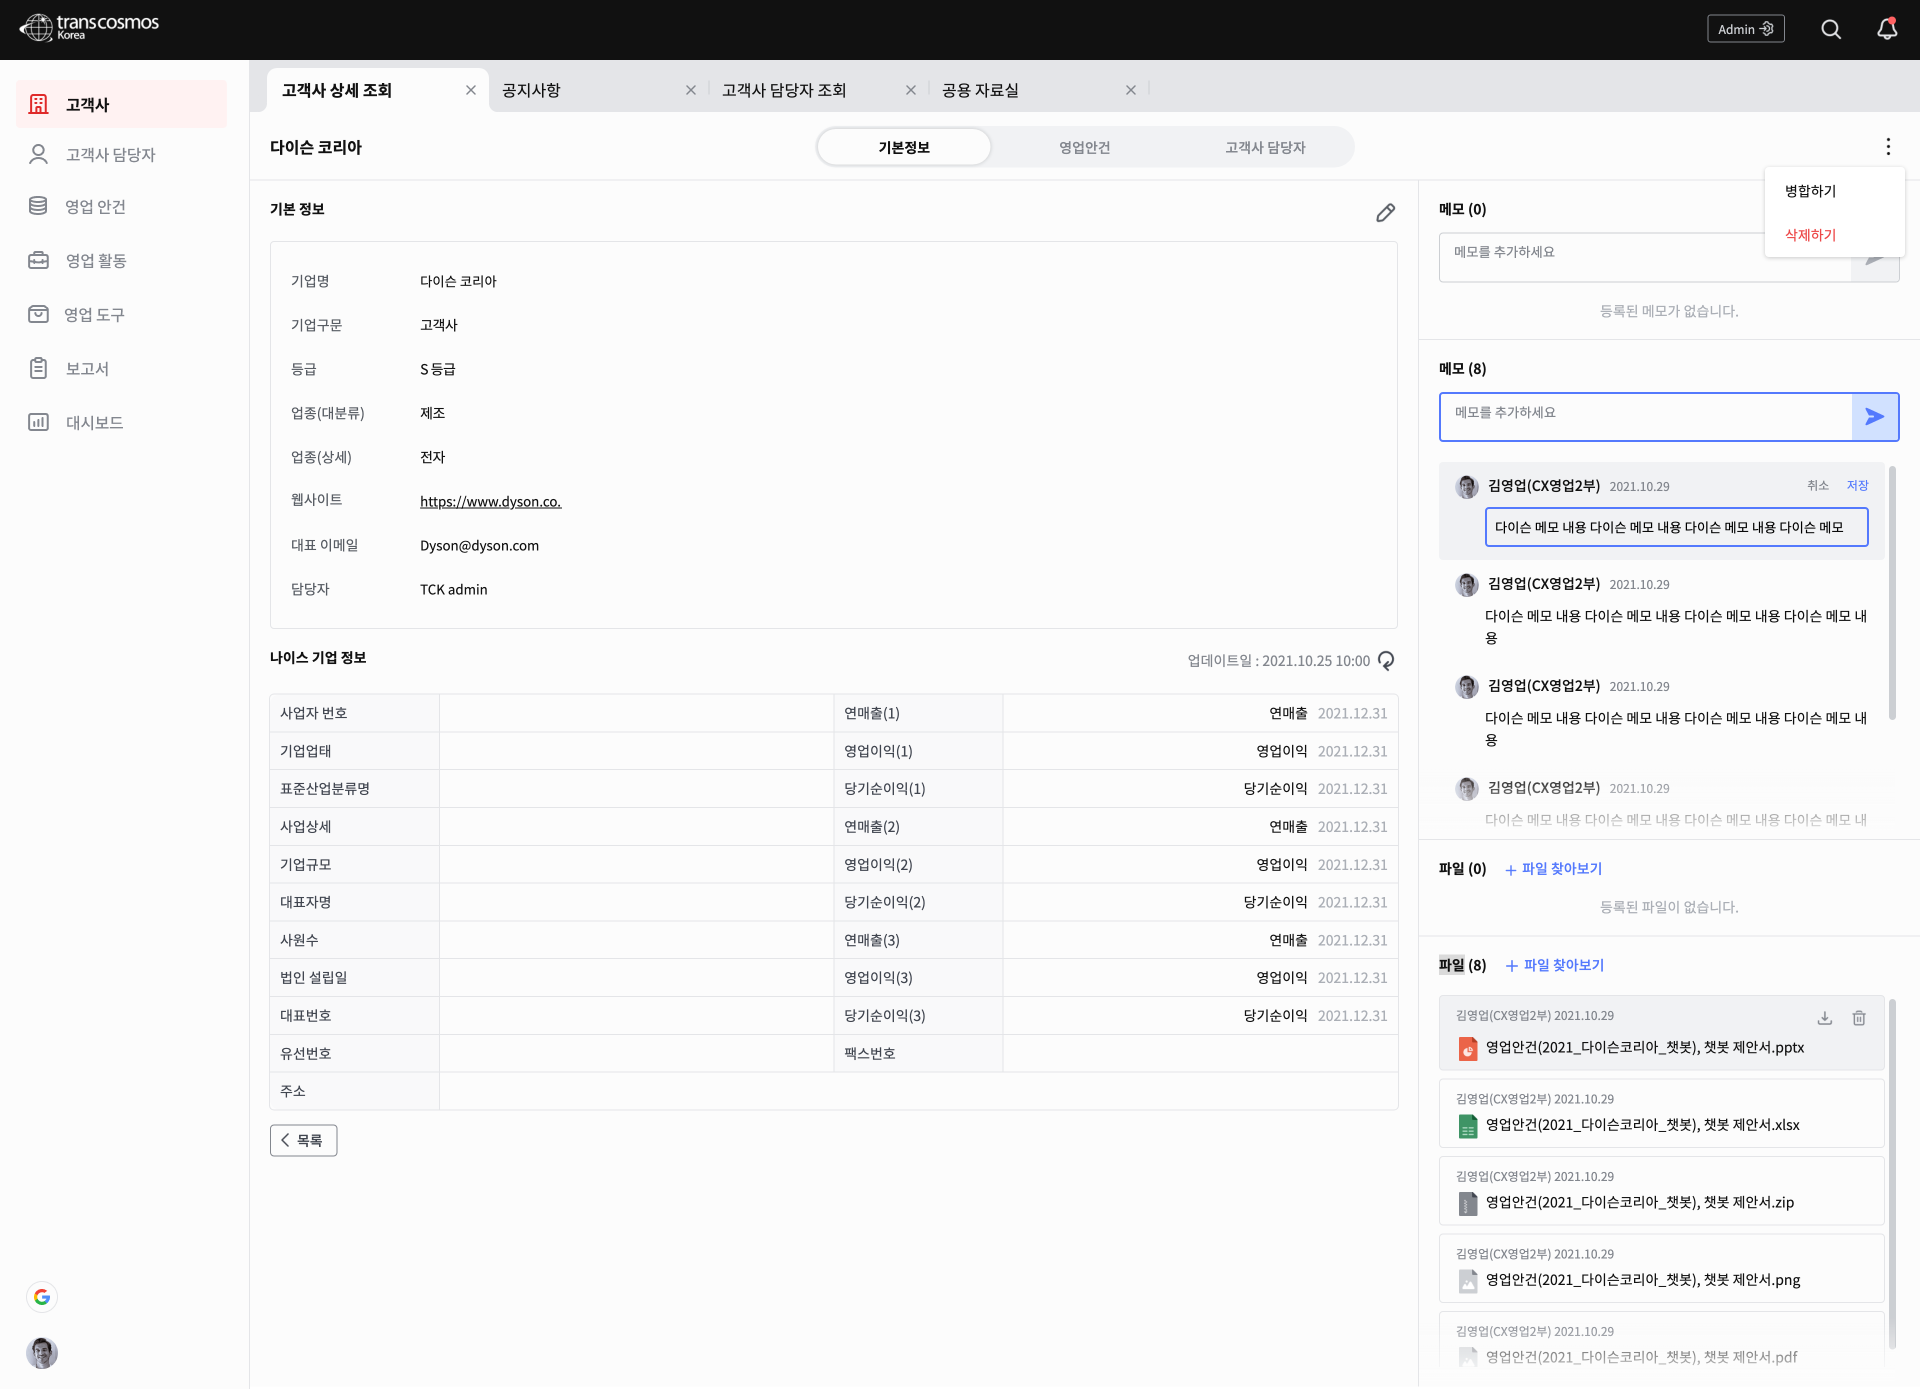 transcosmos
Korea
Admin
고객사
고객사 담당자
영업 안건
영업 활동
영업 도구
보고서
대시보드
고객사 상세 조회
공지사항
고객사 담당자 조회
공용 자료실
다이슨 코리아
기본정보
영업안건
고객사 담당자
병합하기
삭제하기
기본 정보
기업명 다이슨 코리아
기업구문 고객사
등급 S 등급
업종(대분류) 제조
업종(상세) 전자
웹사이트 https://www.dyson.co.
대표 이메일 Dyson@dyson.com
담당자 TCK admin
나이스 기업 정보
업데이트일 : 2021.10.25 10:00
사업자 번호 연매출(1) 연매출 2021.12.31
기업업태 영업이익(1) 영업이익 2021.12.31
표준산업분류명 당기순이익(1) 당기순이익 2021.12.31
사업상세 연매출(2) 연매출 2021.12.31
기업규모 영업이익(2) 영업이익 2021.12.31
대표자명 당기순이익(2) 당기순이익 2021.12.31
사원수 연매출(3) 연매출 2021.12.31
법인 설립일 영업이익(3) 영업이익 2021.12.31
대표번호 당기순이익(3) 당기순이익 2021.12.31
유선번호 팩스번호
주소
목록
메모 (0)
메모를 추가하세요
등록된 메모가 없습니다.
메모 (8)
메모를 추가하세요
김영업(CX영업2부) 2021.10.29 취소 저장
다이슨 메모 내용 다이슨 메모 내용 다이슨 메모 내용 다이슨 메모
김영업(CX영업2부) 2021.10.29
다이슨 메모 내용 다이슨 메모 내용 다이슨 메모 내용 다이슨 메모 내
용
김영업(CX영업2부) 2021.10.29
다이슨 메모 내용 다이슨 메모 내용 다이슨 메모 내용 다이슨 메모 내
용
김영업(CX영업2부) 2021.10.29
다이슨 메모 내용 다이슨 메모 내용 다이슨 메모 내용 다이슨 메모 내
파일 (0) + 파일 찾아보기
등록된 파일이 없습니다.
파일 (8) + 파일 찾아보기
김영업(CX영업2부) 2021.10.29
영업안건(2021_다이슨코리아_챗봇), 챗봇 제안서.pptx
김영업(CX영업2부) 2021.10.29
영업안건(2021_다이슨코리아_챗봇), 챗봇 제안서.xlsx
김영업(CX영업2부) 2021.10.29
영업안건(2021_다이슨코리아_챗봇), 챗봇 제안서.zip
김영업(CX영업2부) 2021.10.29
영업안건(2021_다이슨코리아_챗봇), 챗봇 제안서.png
김영업(CX영업2부) 2021.10.29
영업안건(2021_다이슨코리아_챗봇), 챗봇 제안서.pdf